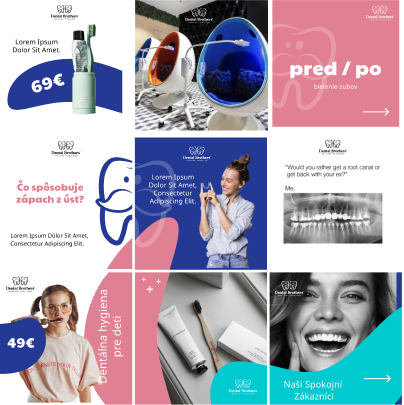 Dental Brothers
Lorem Ipsum
Dolor Sit Amet.
69€
Dental Brothers
pred / po
bielenie zubov
Dental Brothers
Čo spôsobuje
zápach z úst?
Lorem Ipsum Dolor Sit Amet,
Consectetur Adipiscing Elit.
Dental Brothers
Lorem Ipsum
Dolor Sit Amet,
Consectetur
Adipiscing Elit.
Dental Brothers
"Would you rather get a root canal or
get back with your ex?"
Me:
Dental Brothers
49€
Dentálna hygiena
pre deti
Dental Brothers
Dental Brothers
Naši Spokojní
Zákazníci